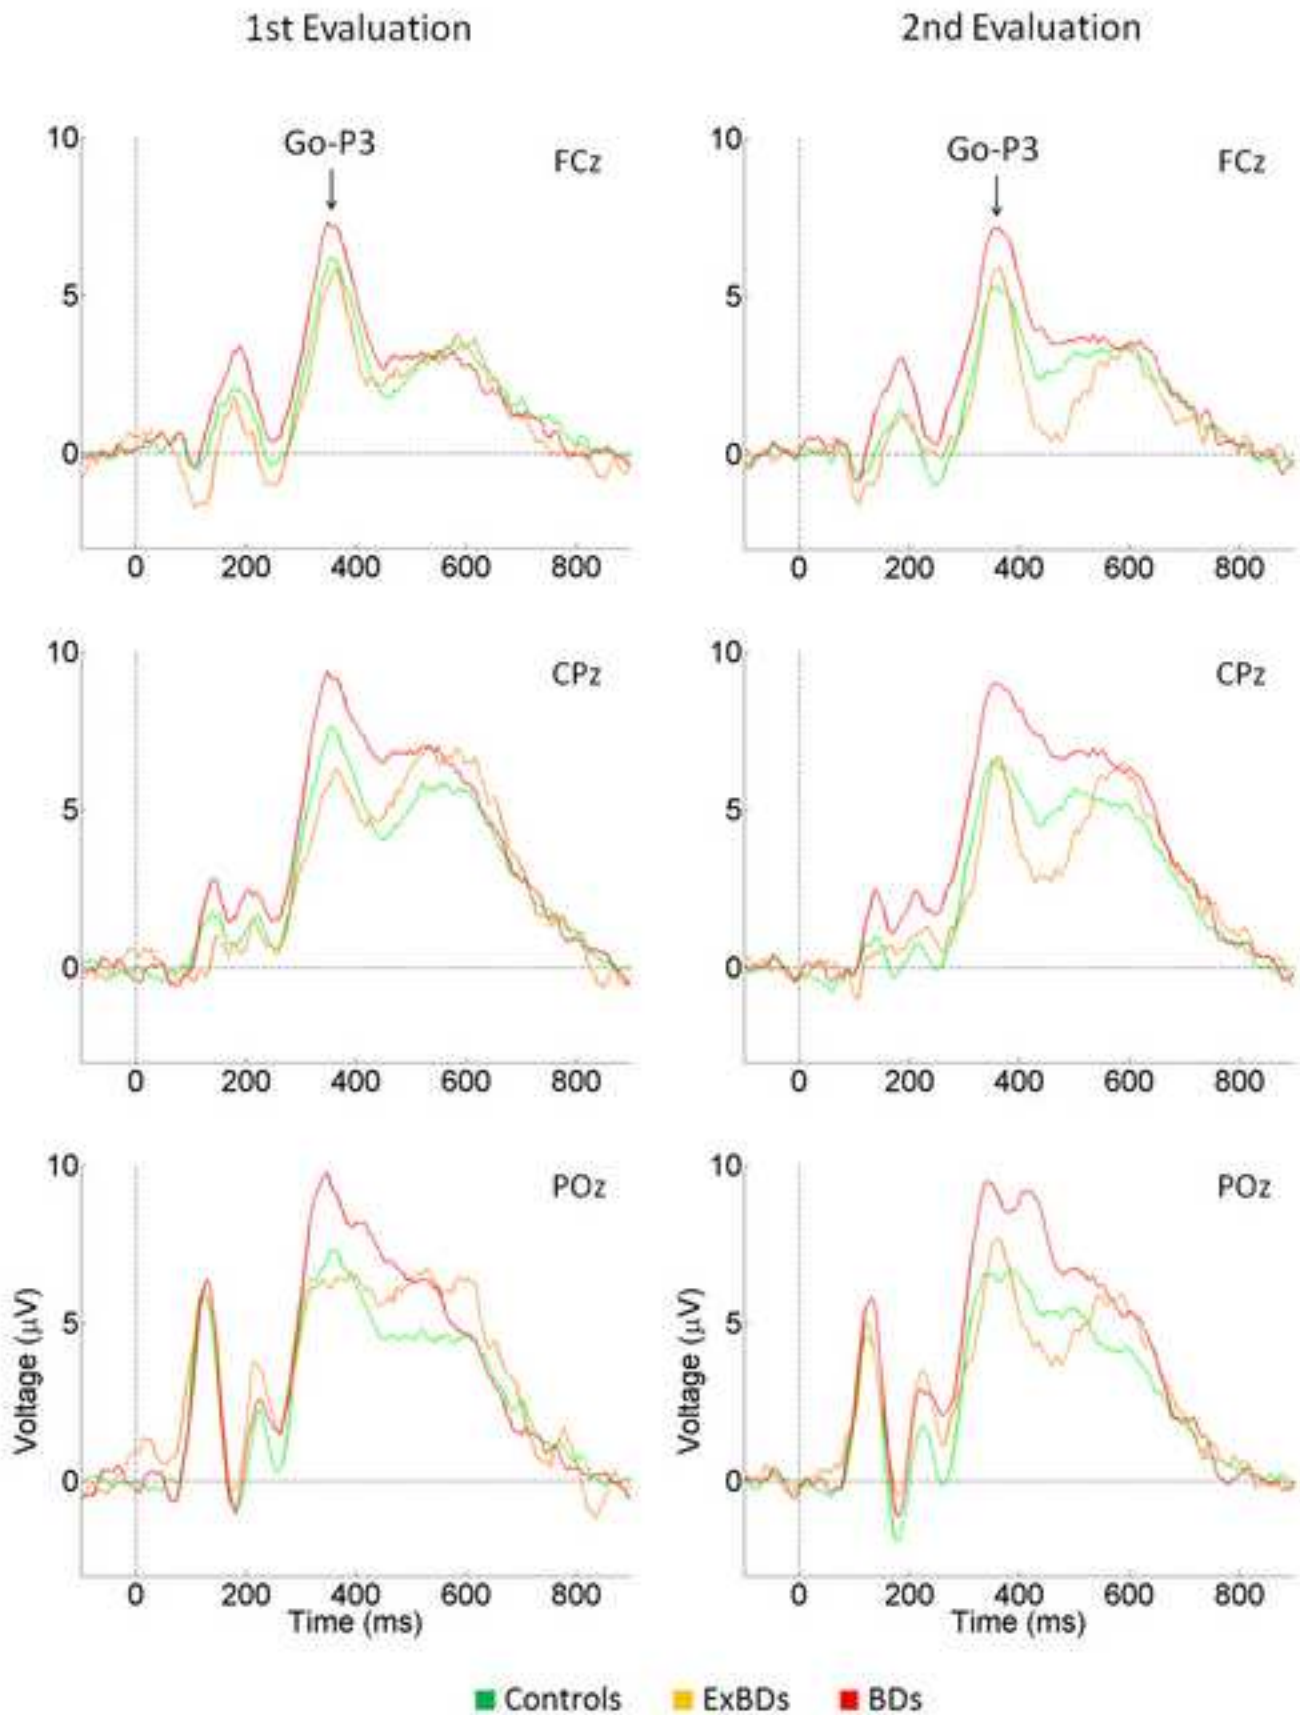 1st Evaluation 2nd Evaluation
10 Go-P3 FCz 10 Go-P3 FCz
5 5
0 0
0 200 400 600 800 0 200 400 600 800
10 CPz 10 CPz
5 5
0 0
0 200 400 600 800 0 200 400 600 800
10 POz 10 POz
5 5
0 0
Voltage (µV) Voltage (µV)
0 200 400 600 800 0 200 400 600 800
Time (ms) Time (ms)
Controls ExBDs BDs